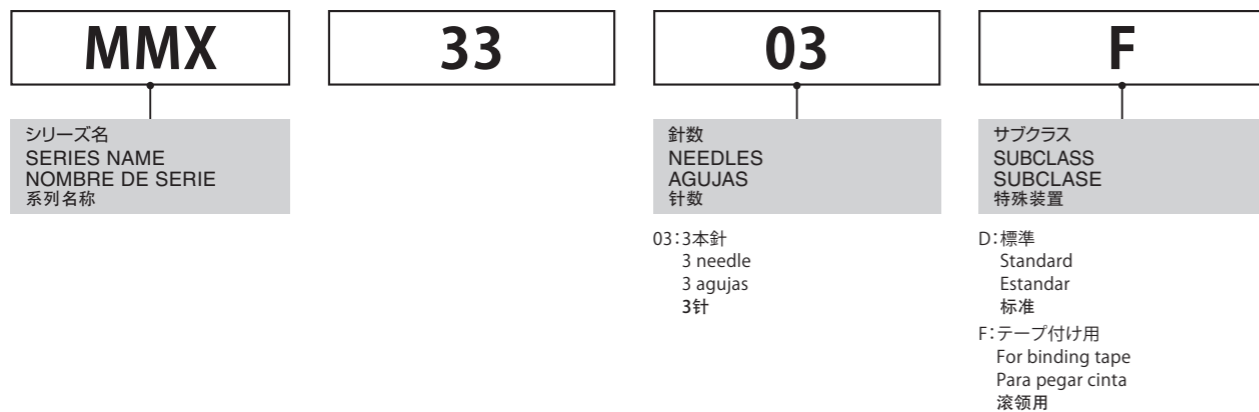 MMX
33
03
F
シリーズ名
SERIES NAME
NOMBRE DE SERIE
系列名称
針数
NEEDLES
AGUJAS
针数
サブクラス
SUBCLASS
SUBCLASE
特殊装置
03:3本針
3 needle
3 agujas
3针
D:標準
Standard
Estandar
标准
F:テープ付け用
For binding tape
Para pegar cinta
滚领用